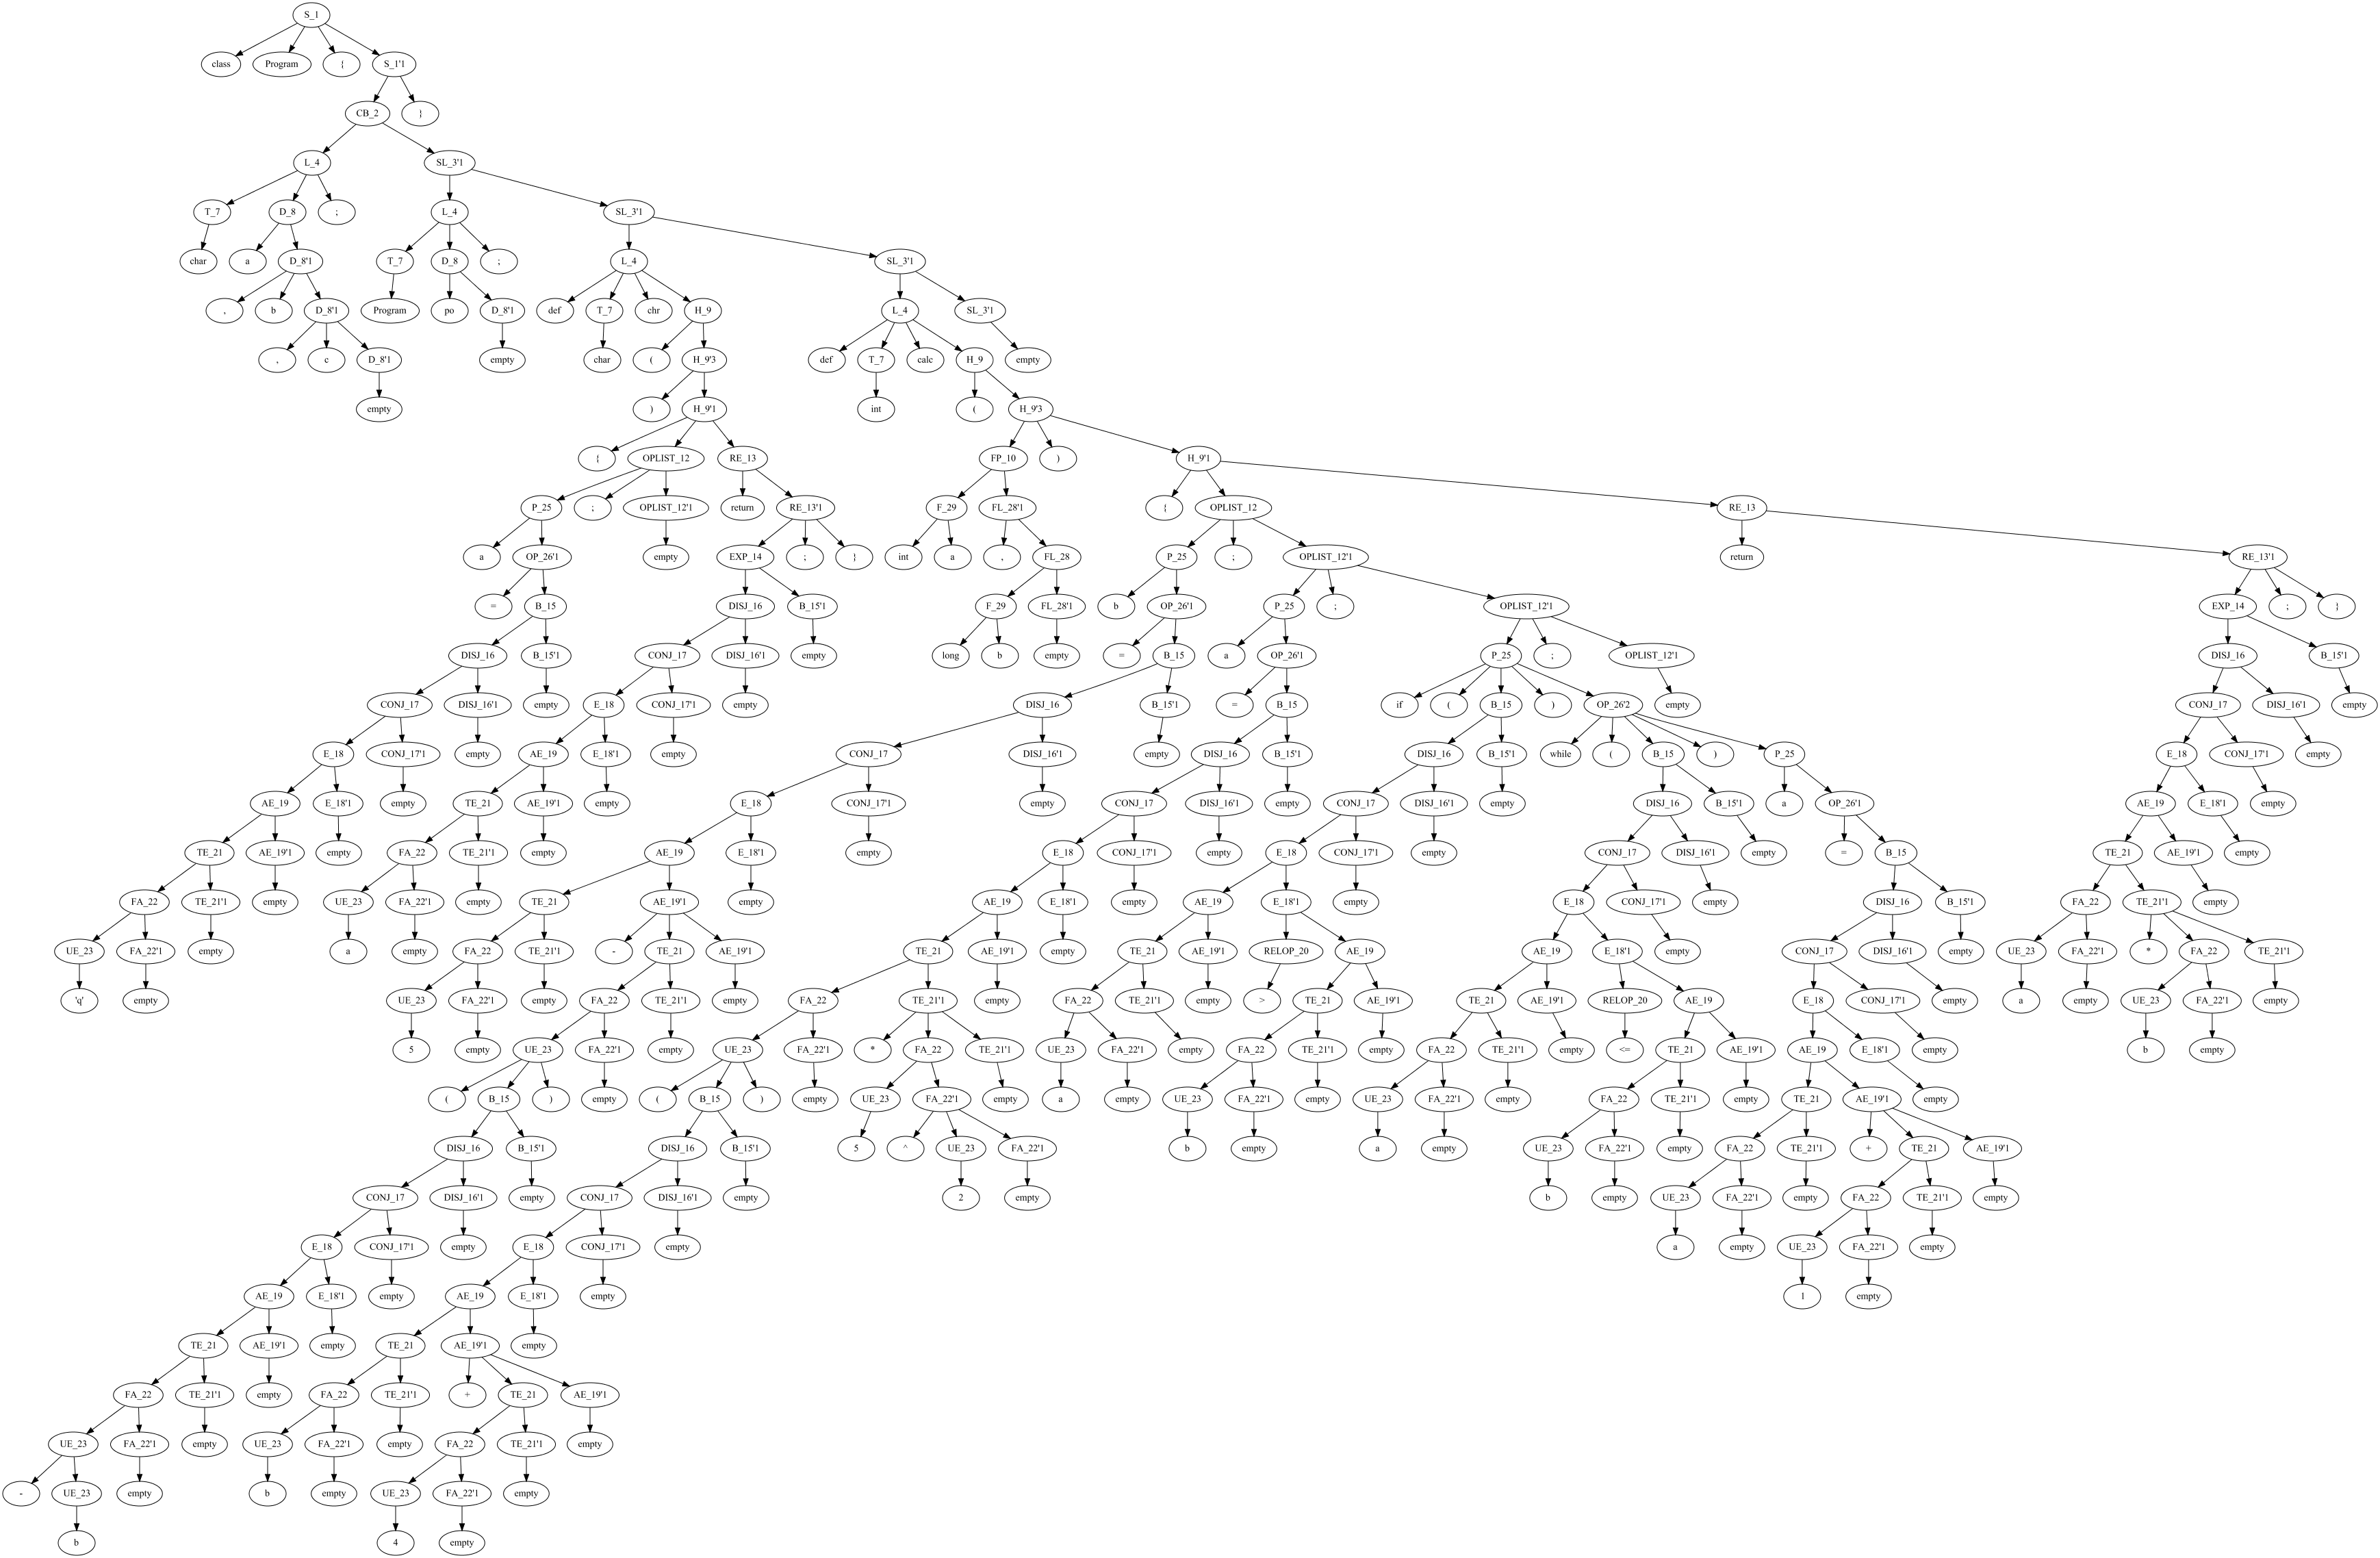 S_1
class Program { S_1'1
CB_2 }
L_4 SL_3'1
T_7 D_8 ; L_4 SL_3'1
char a D_8'1 T_7 D_8 ; L_4 SL_3'1
, b D_8'1 Program po D_8'1 def T_7 chr H_9 L_4 SL_3'1
, c D_8'1 empty char ( H_9'3 def T_7 calc H_9 empty
empty ) H_9'1 int ( H_9'3
{ OPLIST_12 RE_13 FP_10 ) H_9'1
P_25 ; OPLIST_12'1 return RE_13'1 F_29 FL_28'1 { OPLIST_12 RE_13
a OP_26'1 empty EXP_14 ; } int a , FL_28 P_25 ; OPLIST_12'1 return RE_13'1
= B_15 DISJ_16 B_15'1 F_29 FL_28'1 b OP_26'1 P_25 ; OPLIST_12'1 EXP_14 ; }
DISJ_16 B_15'1 CONJ_17 DISJ_16'1 empty long b empty = B_15 a OP_26'1 P_25 ; OPLIST_12'1 DISJ_16 B_15'1
CONJ_17 DISJ_16'1 empty E_18 CONJ_17'1 empty DISJ_16 B_15'1 = B_15 if ( B_15 ) OP_26'2 empty CONJ_17 DISJ_16'1 empty
E_18 CONJ_17'1 empty AE_19 E_18'1 empty CONJ_17 DISJ_16'1 empty DISJ_16 B_15'1 DISJ_16 B_15'1 while ( B_15 ) P_25 E_18 CONJ_17'1 empty
AE_19 E_18'1 empty TE_21 AE_19'1 empty E_18 CONJ_17'1 empty CONJ_17 DISJ_16'1 empty CONJ_17 DISJ_16'1 empty DISJ_16 B_15'1 a OP_26'1 AE_19 E_18'1 empty
TE_21 AE_19'1 empty FA_22 TE_21'1 empty AE_19 E_18'1 empty E_18 CONJ_17'1 empty E_18 CONJ_17'1 empty CONJ_17 DISJ_16'1 empty = B_15 TE_21 AE_19'1 empty
FA_22 TE_21'1 empty UE_23 FA_22'1 empty TE_21 AE_19'1 empty AE_19 E_18'1 empty AE_19 E_18'1 empty E_18 CONJ_17'1 empty DISJ_16 B_15'1 FA_22 TE_21'1 empty
UE_23 FA_22'1 empty a empty FA_22 TE_21'1 - TE_21 AE_19'1 TE_21 AE_19'1 empty TE_21 AE_19'1 RELOP_20 AE_19 AE_19 E_18'1 empty CONJ_17 DISJ_16'1 empty UE_23 FA_22'1 * FA_22 TE_21'1
'q' empty UE_23 FA_22'1 empty FA_22 TE_21'1 empty FA_22 TE_21'1 empty FA_22 TE_21'1 empty > TE_21 AE_19'1 TE_21 AE_19'1 RELOP_20 AE_19 E_18 CONJ_17'1 empty a empty UE_23 FA_22'1 empty
5 empty UE_23 FA_22'1 empty UE_23 FA_22'1 * FA_22 TE_21'1 UE_23 FA_22'1 empty FA_22 TE_21'1 empty FA_22 TE_21'1 empty <= TE_21 AE_19'1 AE_19 E_18'1 empty b empty
( B_15 ) empty ( B_15 ) empty UE_23 FA_22'1 empty a empty UE_23 FA_22'1 empty UE_23 FA_22'1 empty FA_22 TE_21'1 empty TE_21 AE_19'1 empty
DISJ_16 B_15'1 DISJ_16 B_15'1 5 ^ UE_23 FA_22'1 b empty a empty UE_23 FA_22'1 empty FA_22 TE_21'1 + TE_21 AE_19'1
CONJ_17 DISJ_16'1 empty CONJ_17 DISJ_16'1 empty 2 empty b empty UE_23 FA_22'1 empty FA_22 TE_21'1 empty
E_18 CONJ_17'1 empty E_18 CONJ_17'1 empty a empty UE_23 FA_22'1 empty
AE_19 E_18'1 empty AE_19 E_18'1 empty 1 empty
TE_21 AE_19'1 empty TE_21 AE_19'1 empty
FA_22 TE_21'1 empty FA_22 TE_21'1 + TE_21 AE_19'1
UE_23 FA_22'1 empty UE_23 FA_22'1 empty FA_22 TE_21'1 empty
- UE_23 empty b empty UE_23 FA_22'1 empty
b 4 empty